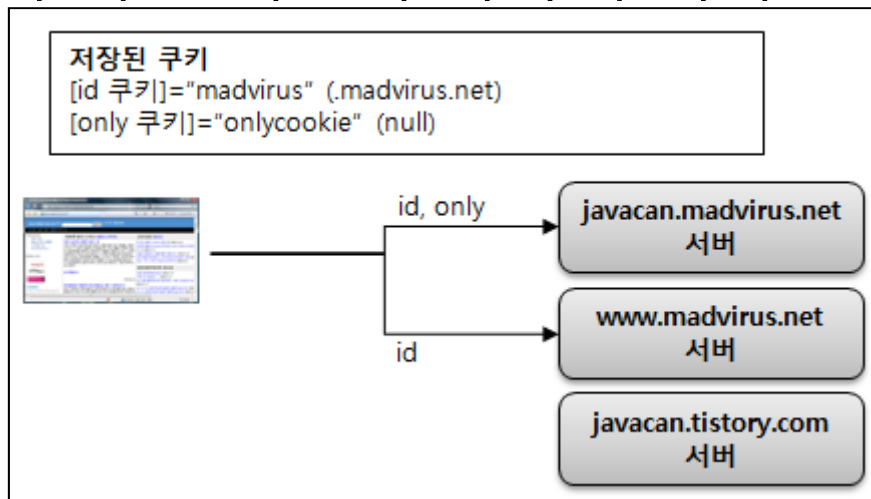 저장된 쿠키
[id 쿠키]="madvirus" (.madvirus.net)
[only 쿠키]="onlycookie" (null)
id, only
javacan.madvirus.net
서버
www.madvirus.net
서버
id
javacan.tistory.com
서버